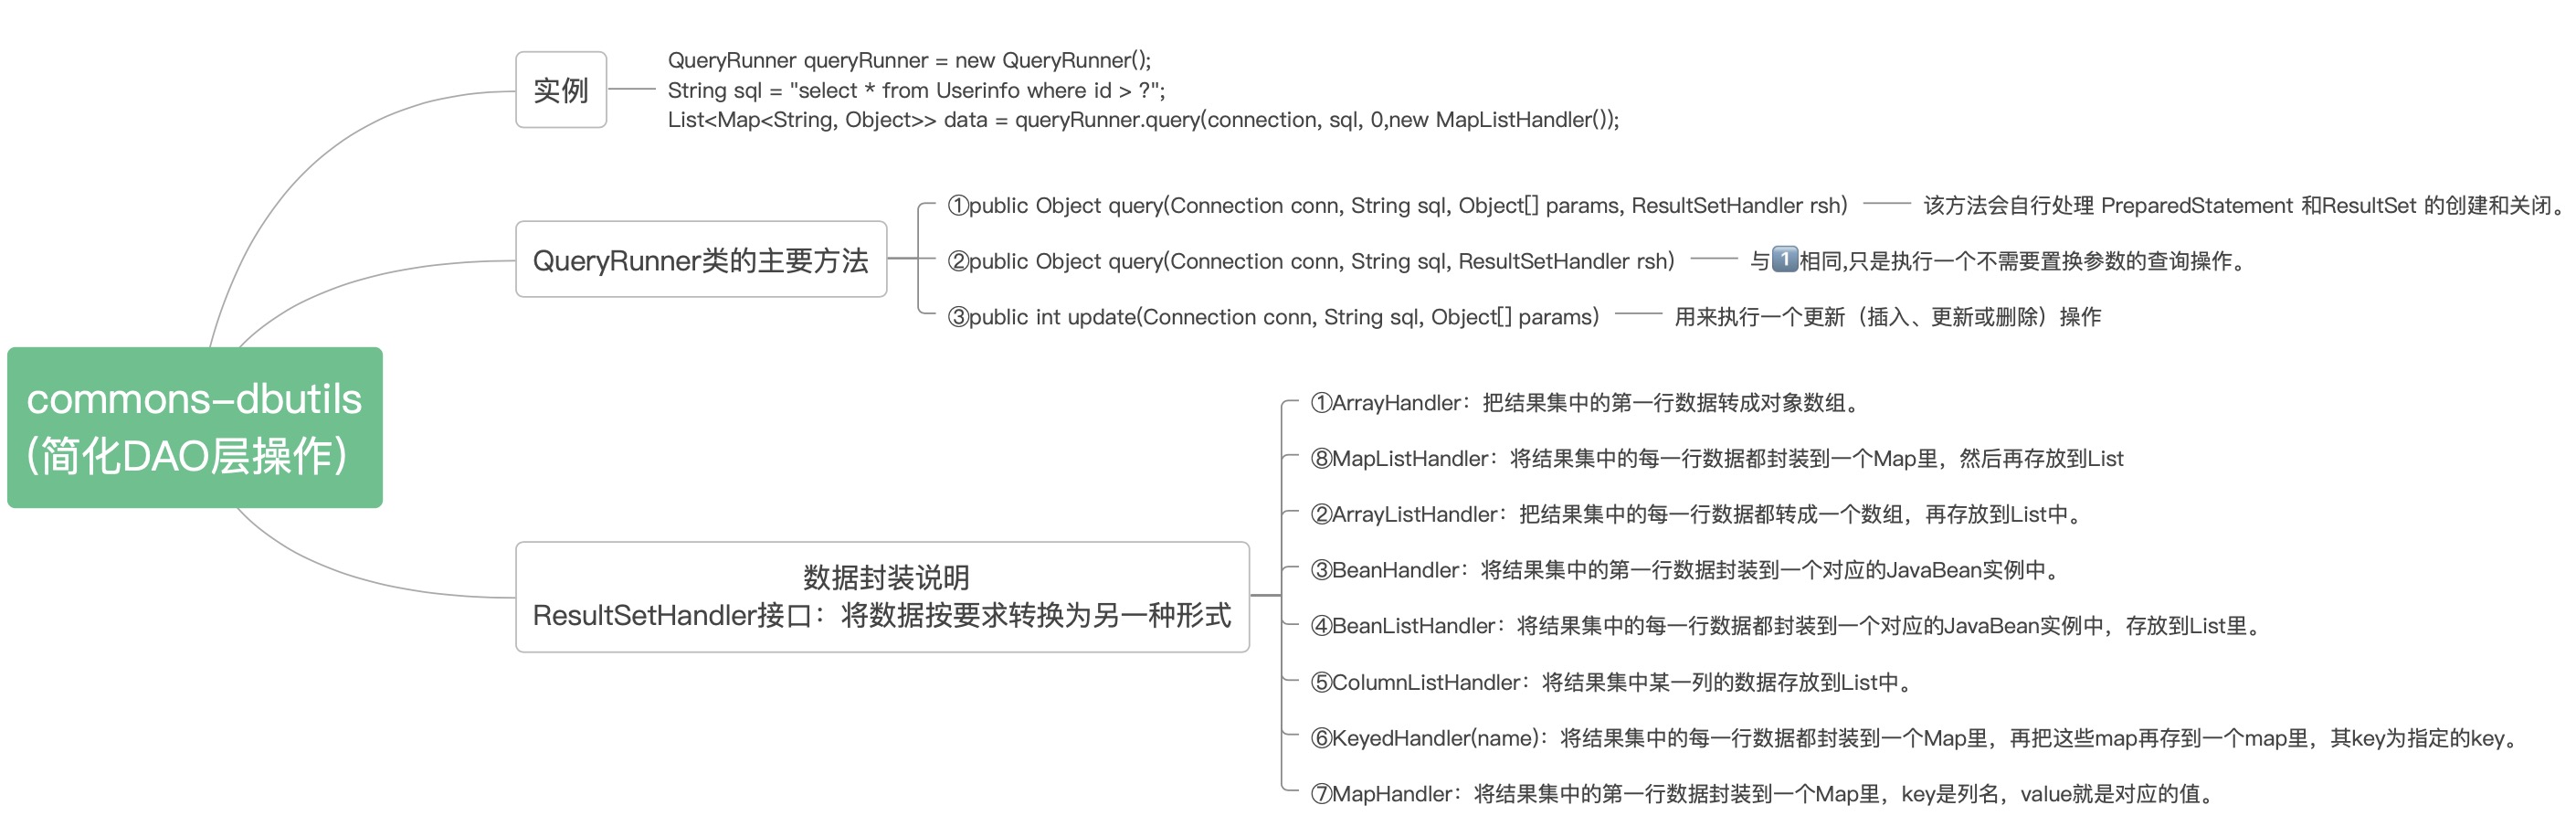 commons-dbutils
(简化DAO层操作)
实例
QueryRunner queryRunner = new QueryRunner();
String sql = "select * from Userinfo where id > ?";
List<Map<String, Object>> data = queryRunner.query(connection, sql, 0,new MapListHandler());
QueryRunner类的主要方法
①public Object query(Connection conn, String sql, Object[] params, ResultSetHandler rsh)
该方法会自行处理 PreparedStatement 和ResultSet 的创建和关闭。
②public Object query(Connection conn, String sql, ResultSetHandler rsh)
与1️⃣相同,只是执行一个不需要置换参数的查询操作。
③public int update(Connection conn, String sql, Object[] params)
用来执行一个更新（插入、更新或删除）操作
数据封装说明
ResultSetHandler接口：将数据按要求转换为另一种形式
①ArrayHandler：把结果集中的第一行数据转成对象数组。
⑧MapListHandler：将结果集中的每一行数据都封装到一个Map里，然后再存放到List
②ArrayListHandler：把结果集中的每一行数据都转成一个数组，再存放到List中。
③BeanHandler：将结果集中的第一行数据封装到一个对应的JavaBean实例中。
④BeanListHandler：将结果集中的每一行数据都封装到一个对应的JavaBean实例中，存放到List里。
⑤ColumnListHandler：将结果集中某一列的数据存放到List中。
⑥KeyedHandler(name)：将结果集中的每一行数据都封装到一个Map里，再把这些map再存到一个map里，其key为指定的key。
⑦MapHandler：将结果集中的第一行数据封装到一个Map里，key是列名，value就是对应的值。